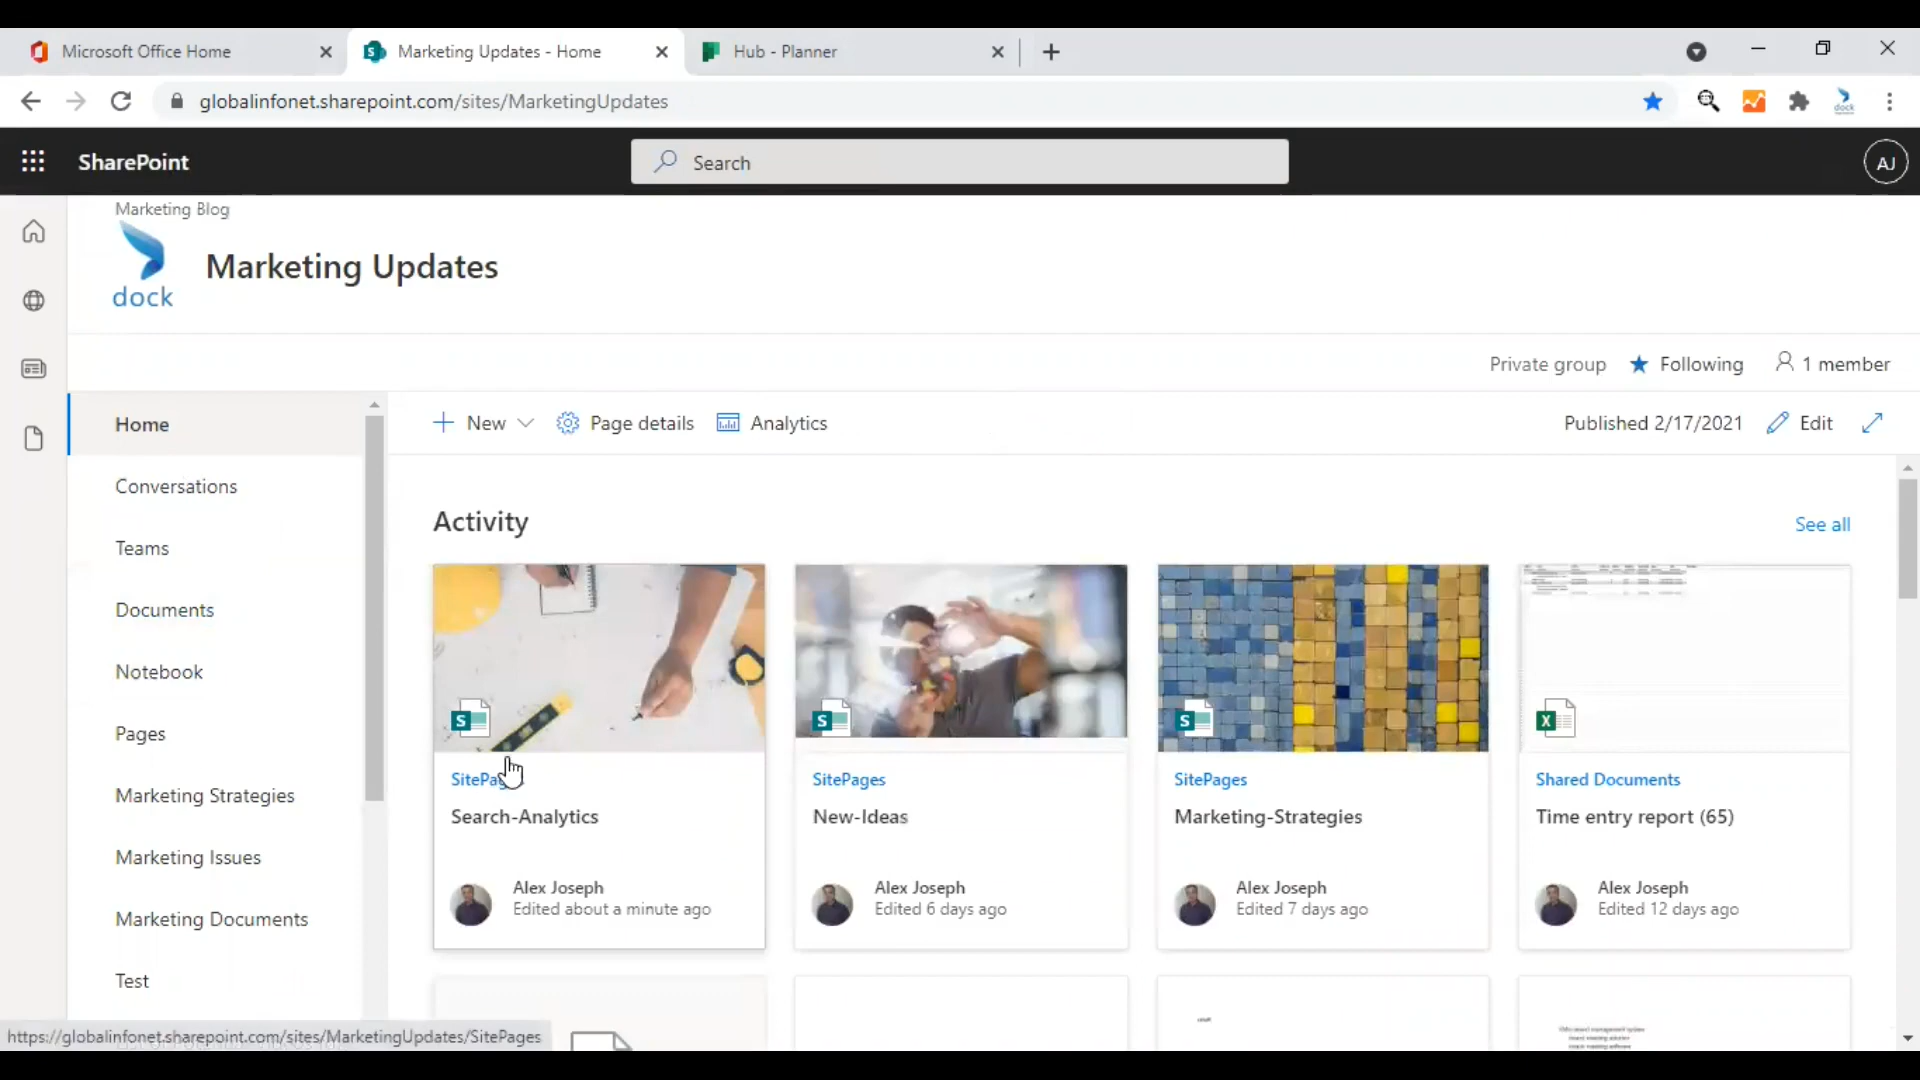 Microsoft Office Home
Marketing Updates - Home
Hub - Planner
globalinfonet.sharepoint.com/sites/MarketingUpdates
dock
SharePoint
Search
AJ
Marketing Blog
dock
Marketing Updates
Private group
Following
1 member
Home
Conversations
Teams
Documents
Notebook
Pages
Marketing Strategies
Marketing Issues
Marketing Documents
Test
New
Page details
Analytics
Published 2/17/2021
Edit
Activity
See all
S
SitePages
Search-Analytics
Alex Joseph
Edited about a minute ago
S
SitePages
New-Ideas
Alex Joseph
Edited 6 days ago
S
SitePages
Marketing-Strategies
Alex Joseph
Edited 7 days ago
X
Shared Documents
Time entry report (65)
Alex Joseph
Edited 12 days ago
https://globalinfonet.sharepoint.com/sites/MarketingUpdates/SitePages